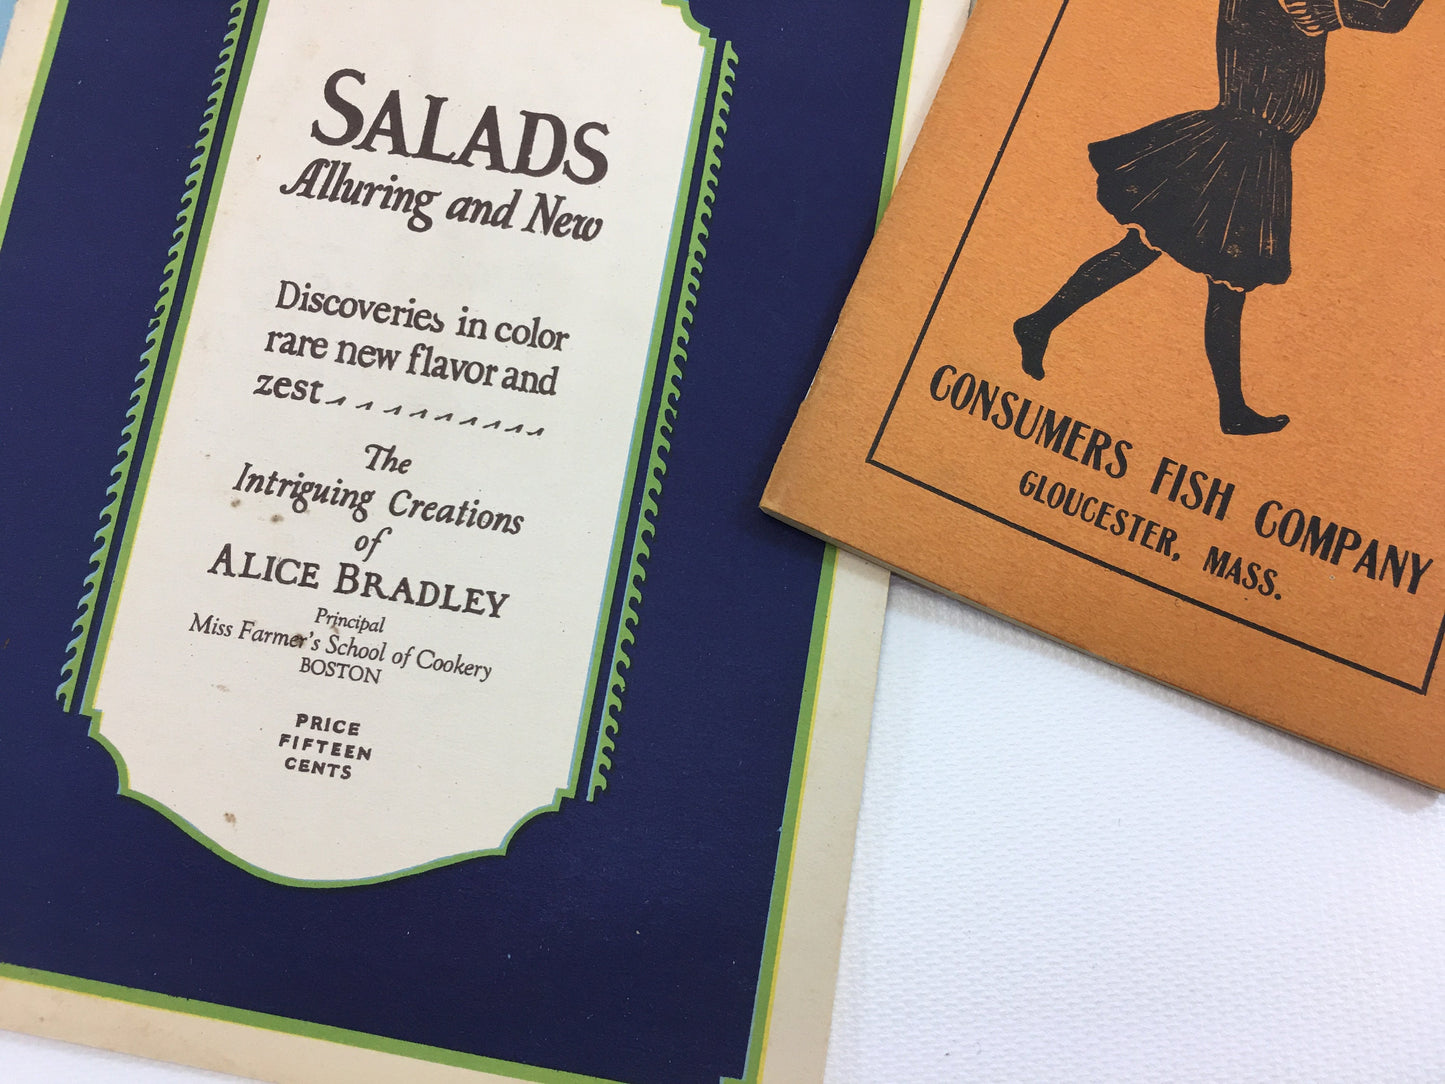 SALADS
Alluring and New
Discoveries in color
rare new flavor and
zest
The
Intriguing Creations
of
ALICE BRADLEY
Principal
Miss Farmer's School of Cookery
BOSTON
PRICE
FIFTEEN
CENTS
CONSUMERS FISH COMPANY
GLOUCESTER, MASS.